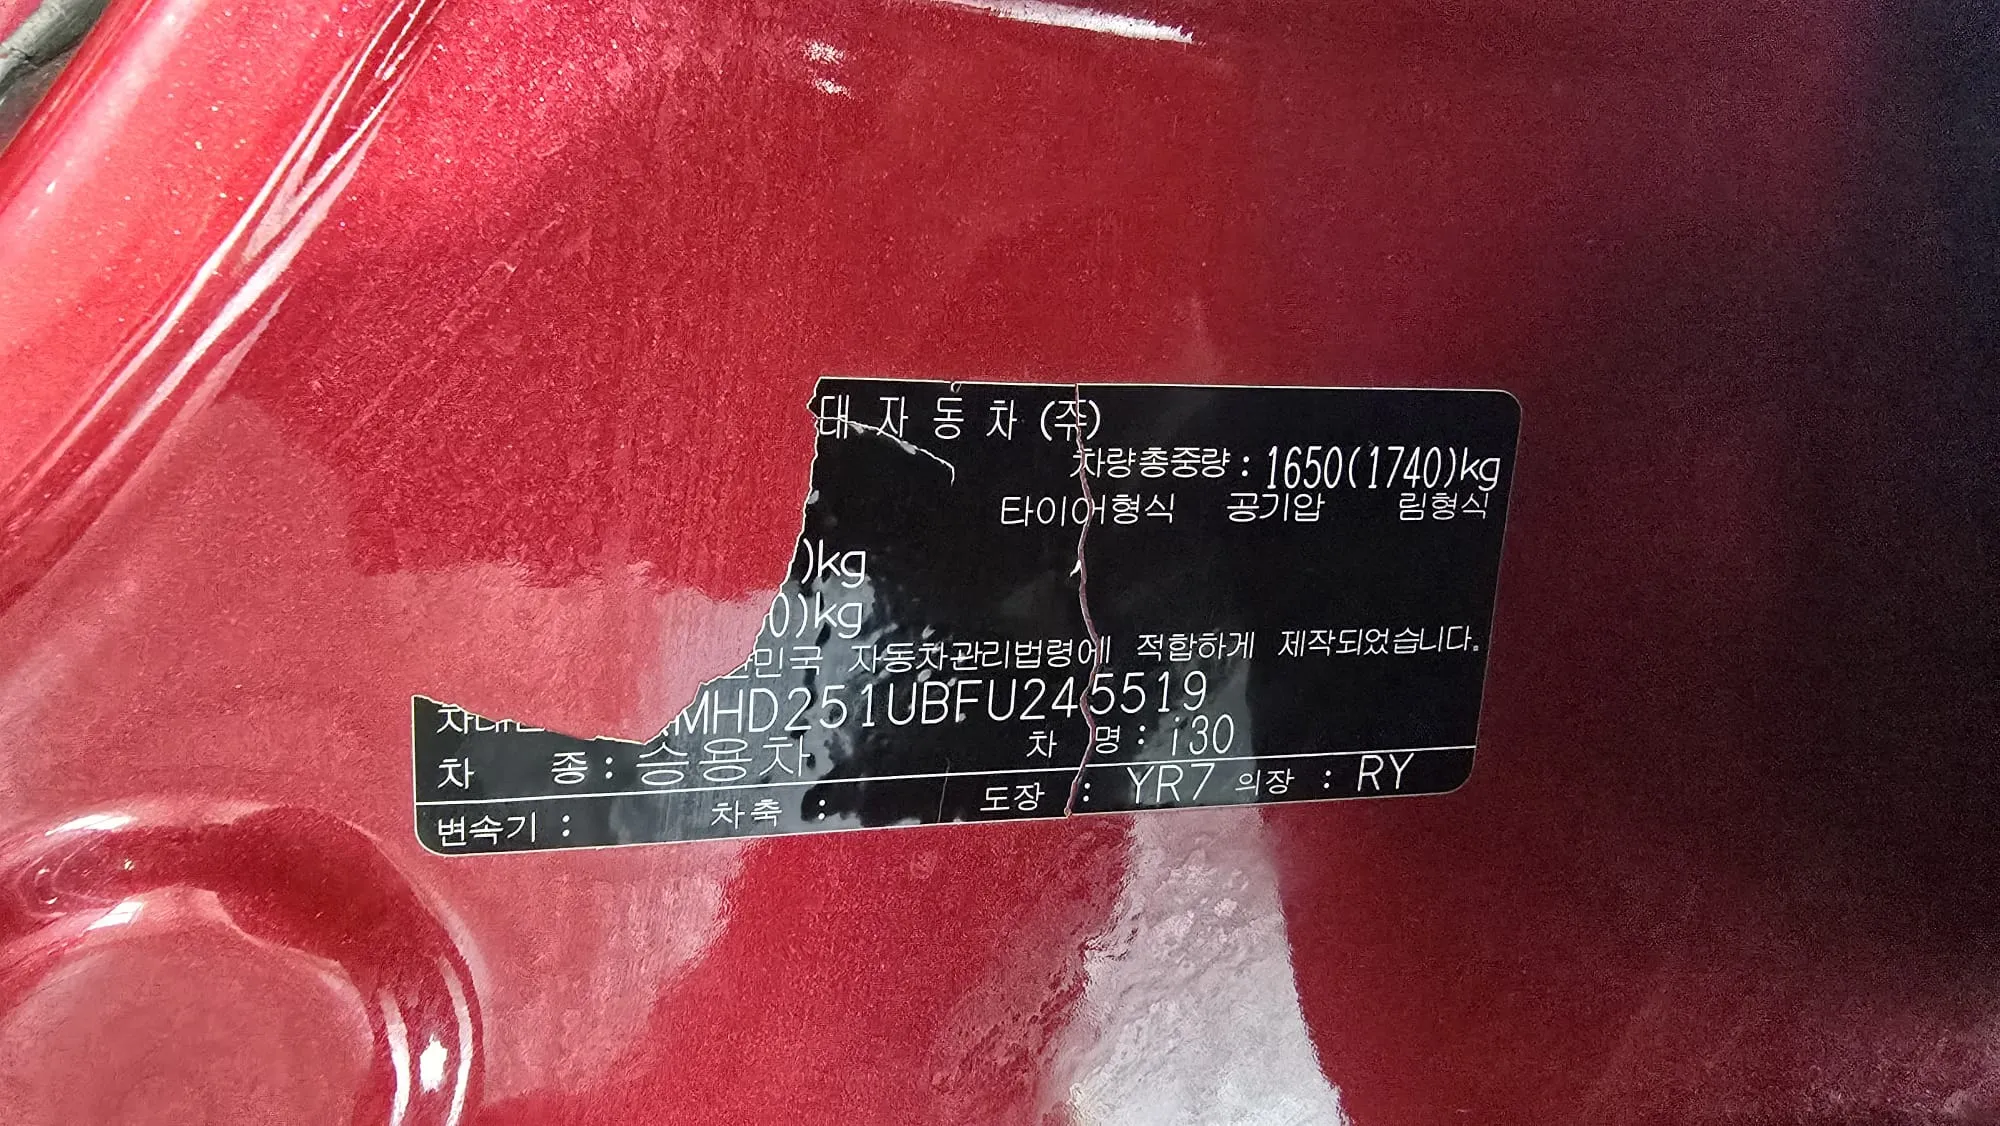 대 자 동 차 (주)
차량총중량 : 1650(1740)kg
타이어형식 공기압 림형식
)kg
0)kg
민국 자동차관리법령에 적합하게 제작되었습니다.
MHD251UBFU245519
차 종 : 승용차 차 명 : i30
변속기 : 차축 : 도장 : YR7 의장 : RY